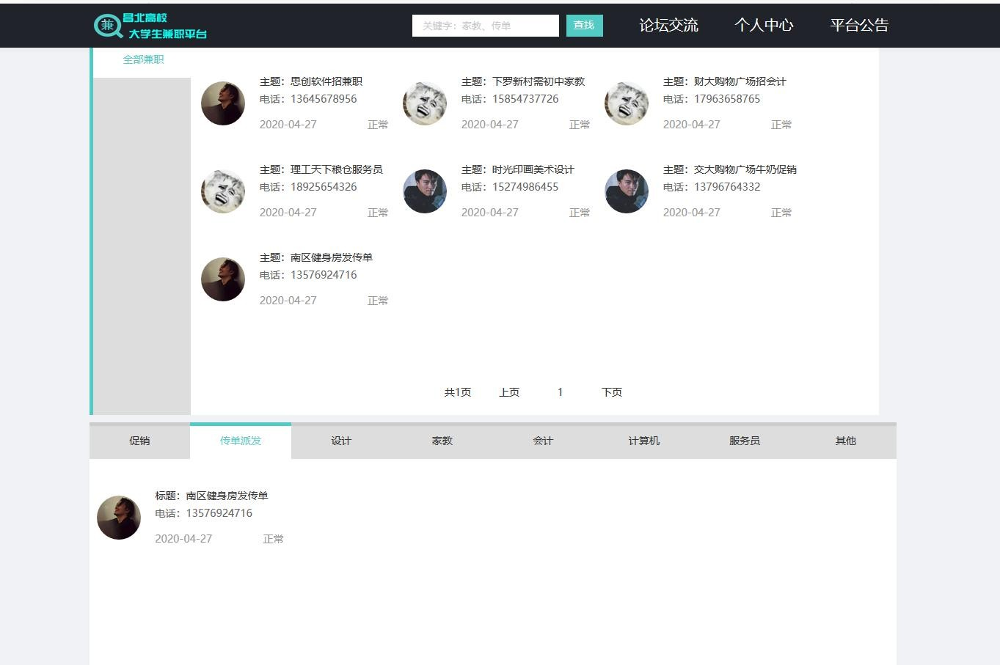 兼
昌北高校
大学生兼职平台
关键字：家教、传单
查找
论坛交流
个人中心
平台公告
全部兼职
主题：思创软件招兼职
电话：13645678956
2020-04-27
正常
主题：下罗新村需初中家教
电话：15854737726
2020-04-27
正常
主题：财大购物广场招会计
电话：17963658765
2020-04-27
正常
主题：理工天下粮仓服务员
电话：18925654326
2020-04-27
正常
主题：时光印画美术设计
电话：15274986455
2020-04-27
正常
主题：交大购物广场牛奶促销
电话：13796764332
2020-04-27
正常
主题：南区健身房发传单
电话：13576924716
2020-04-27
正常
共1页
上页
1
下页
促销
传单派发
设计
家教
会计
计算机
服务员
其他
标题：南区健身房发传单
电话：13576924716
2020-04-27
正常